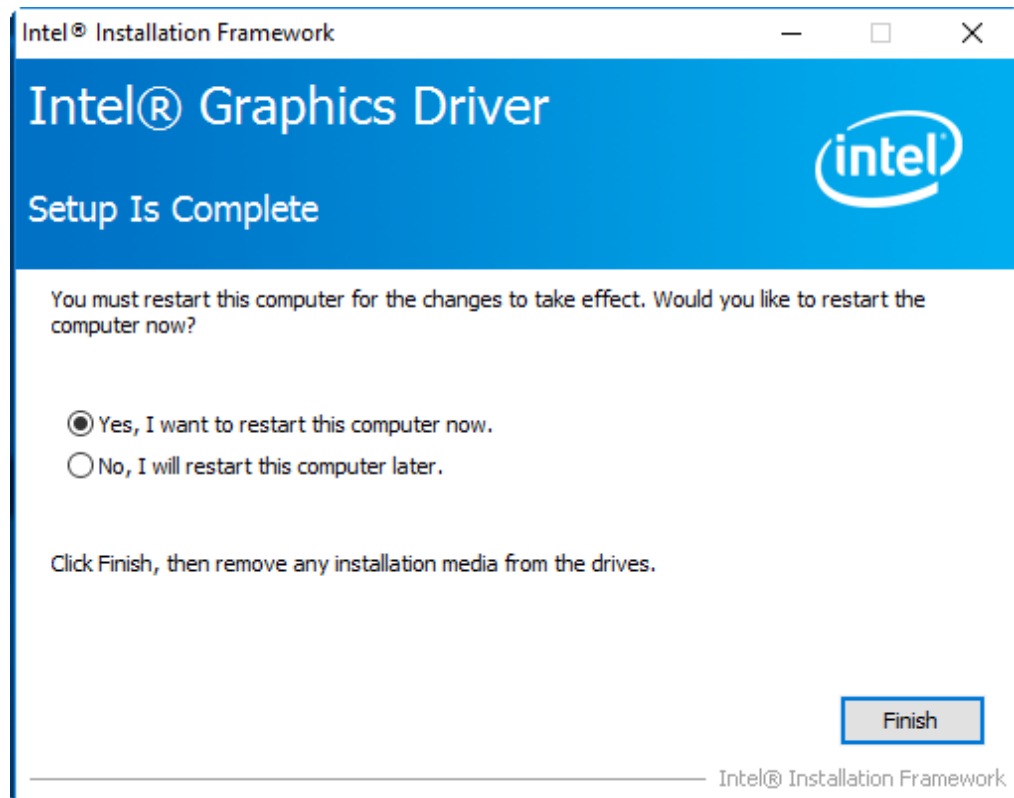 Intel® Installation Framework
Intel® Graphics Driver
intel
Setup Is Complete
You must restart this computer for the changes to take effect. Would you like to restart the
computer now?
Yes, I want to restart this computer now.
No, I will restart this computer later.
Click Finish, then remove any installation media from the drives.
Finish
Intel® Installation Framework